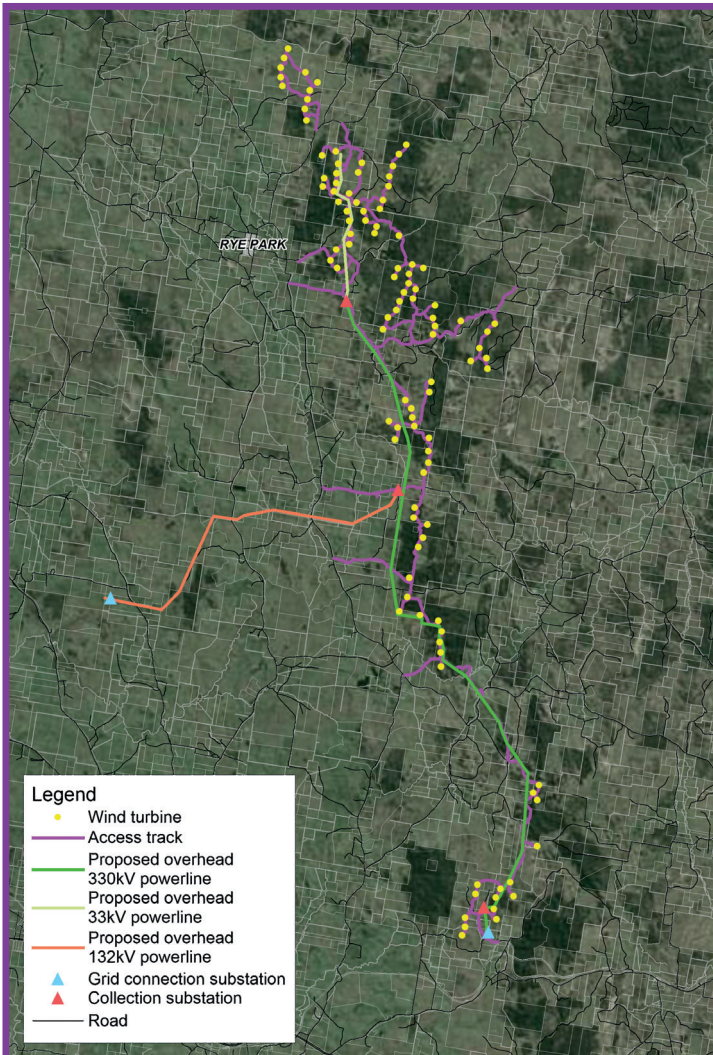 RYE PARK
Legend
Wind turbine
Access track
Proposed overhead
330kV powerline
Proposed overhead
33kV powerline
Proposed overhead
132kV powerline
Grid connection substation
Collection substation
Road